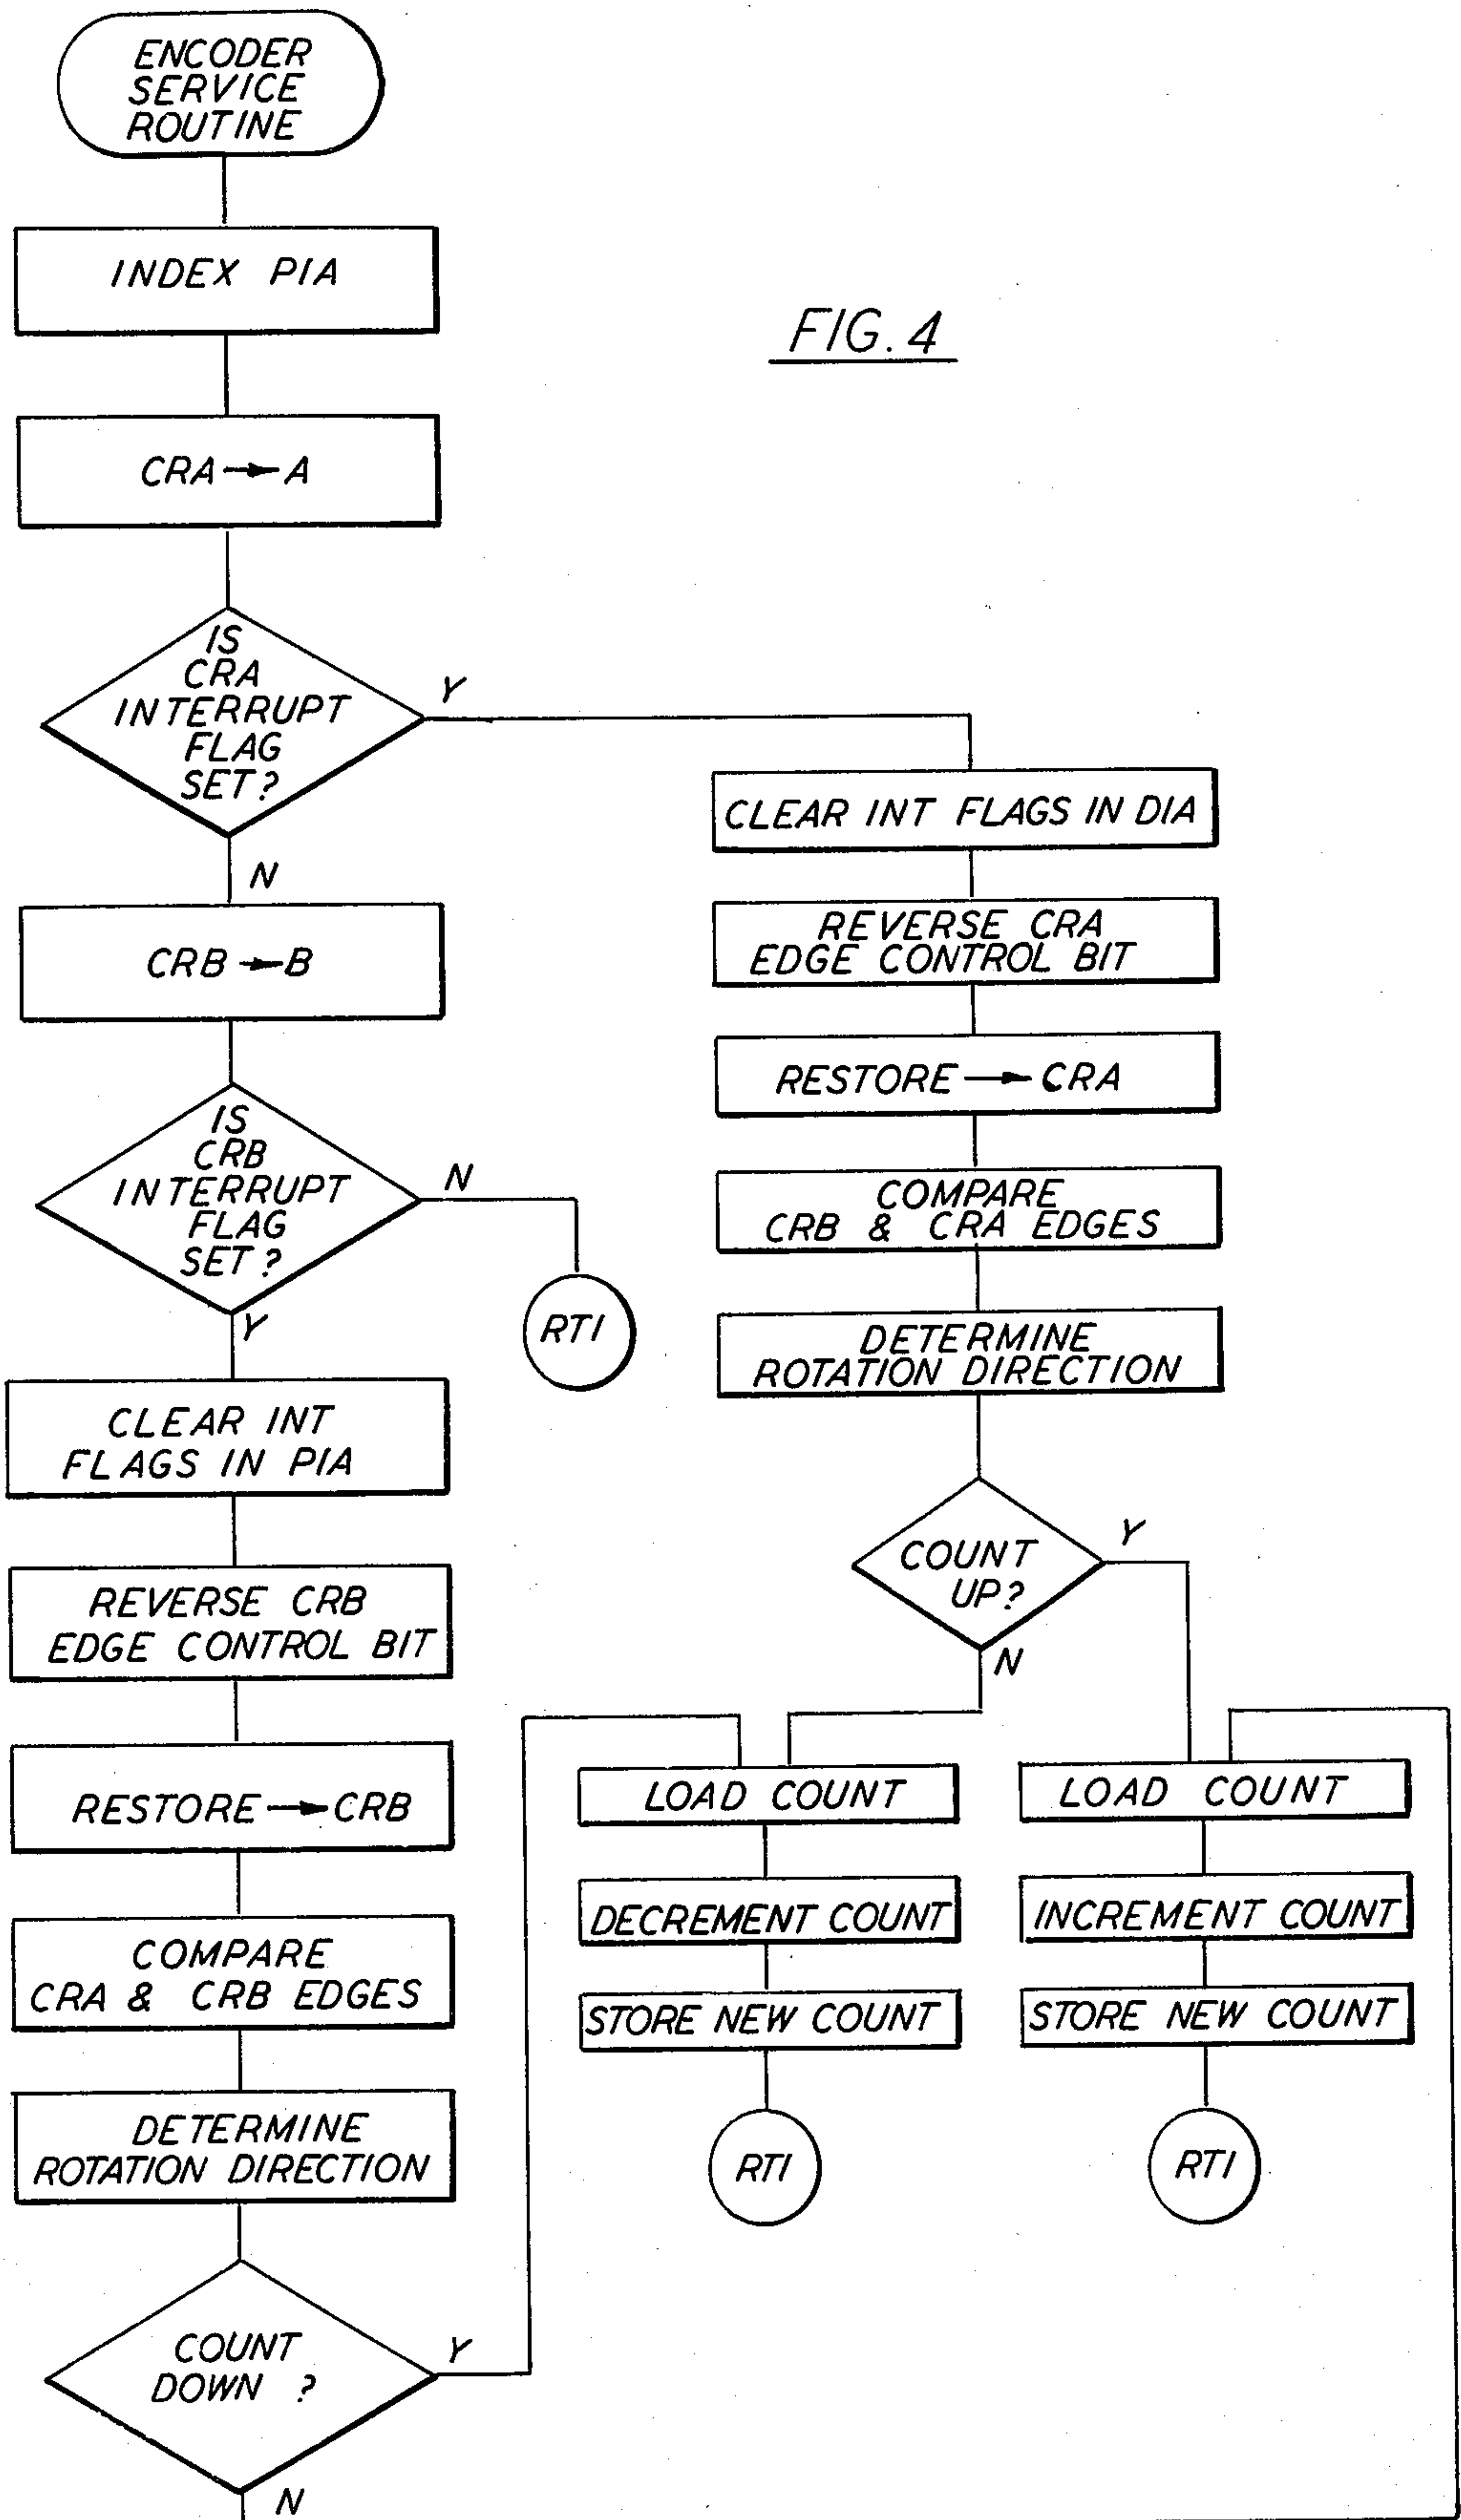 ENCODER
SERVICE
ROUTINE
INDEX PIA
FIG. 4
CRA → A
IS
CRA
INTERRUPT
FLAG
SET?
Y
N
CLEAR INT FLAGS IN DIA
REVERSE CRA
EDGE CONTROL BIT
RESTORE → CRA
COMPARE
CRB & CRA EDGES
DETERMINE
ROTATION DIRECTION
COUNT
UP?
Y
N
CRB → B
IS
CRB
INTERRUPT
FLAG
SET?
N
RTI
Y
CLEAR INT
FLAGS IN PIA
REVERSE CRB
EDGE CONTROL BIT
RESTORE → CRB
COMPARE
CRA & CRB EDGES
DETERMINE
ROTATION DIRECTION
COUNT
DOWN ?
Y
N
LOAD COUNT
DECREMENT COUNT
STORE NEW COUNT
RTI
LOAD COUNT
INCREMENT COUNT
STORE NEW COUNT
RTI